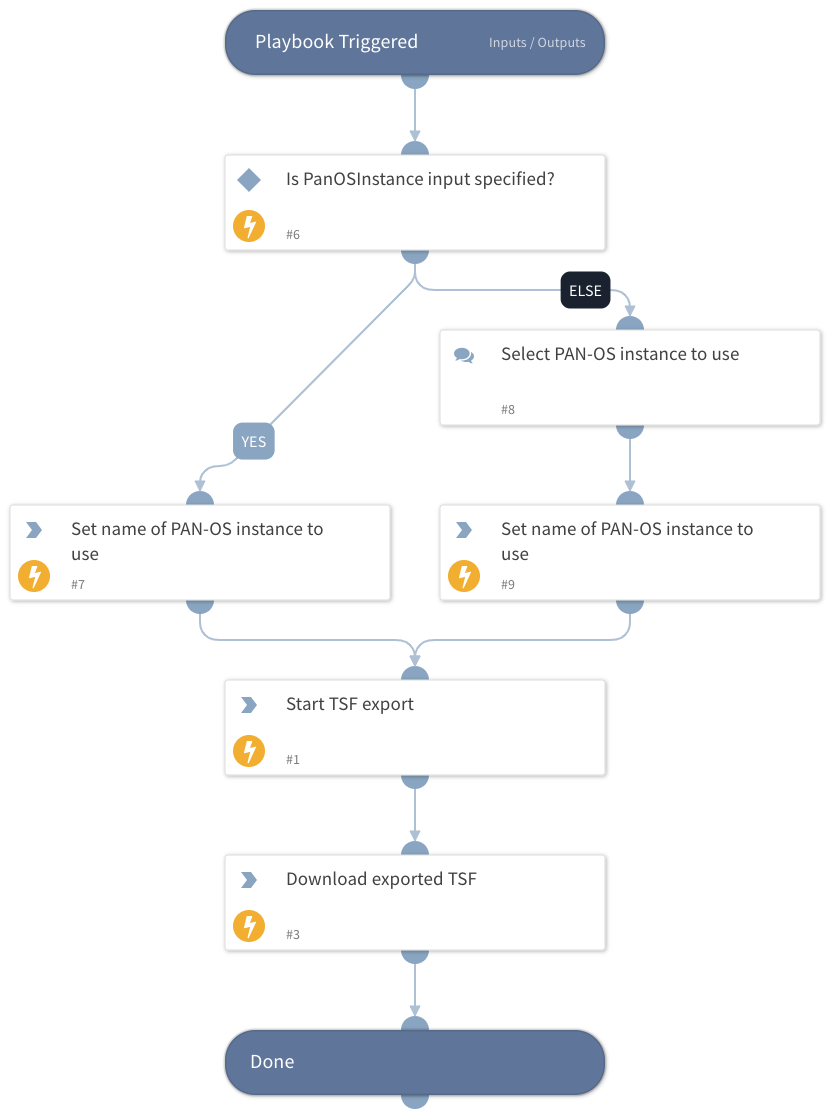 Playbook Triggered
Inputs / Outputs
Is PanOSInstance input specified?
#6
ELSE
Select PAN-OS instance to use
#8
YES
Set name of PAN-OS instance to
use
#7
Set name of PAN-OS instance to
use
#9
Start TSF export
#1
Download exported TSF
#3
Done